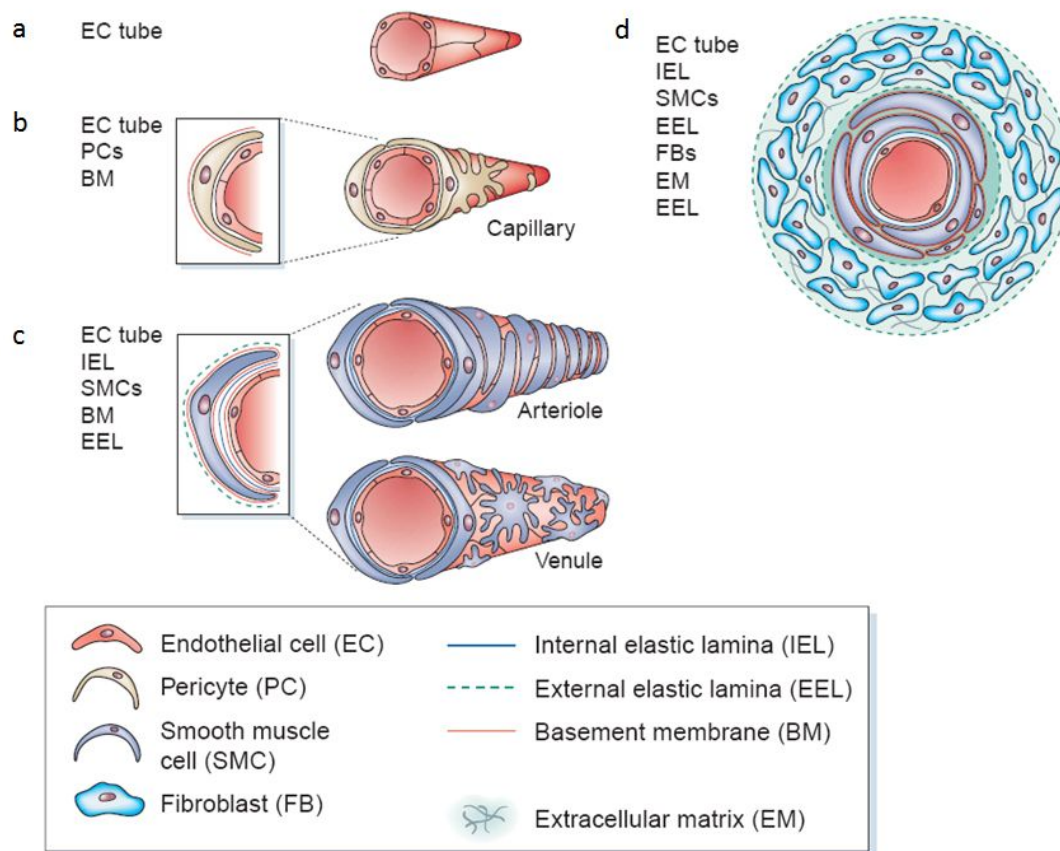 a
EC tube
b
EC tube
PCs
BM
Capillary
c
EC tube
IEL
SMCs
BM
EEL
Arteriole
Venule
d
EC tube
IEL
SMCs
EEL
FBs
EM
EEL
Endothelial cell (EC)
Pericyte (PC)
Smooth muscle
cell (SMC)
Fibroblast (FB)
Internal elastic lamina (IEL)
External elastic lamina (EEL)
Basement membrane (BM)
Extracellular matrix (EM)